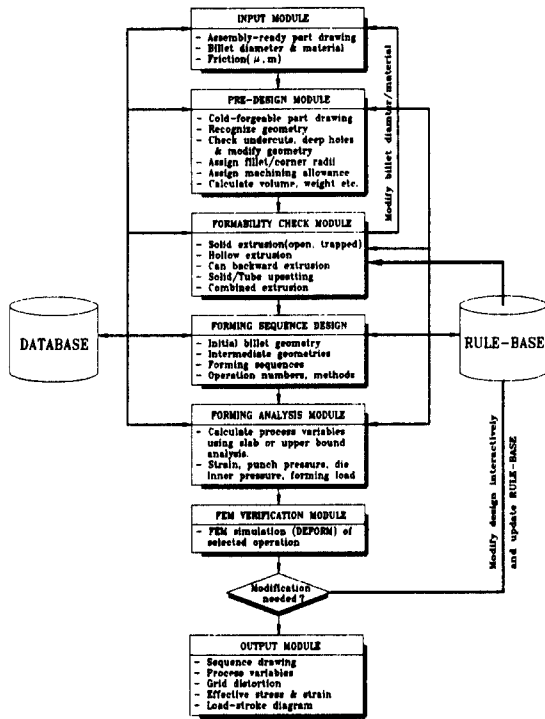 INPUT MODULE
- Assembly-ready part drawing
- Billet diameter & material
- Friction(μ, m)
PRE-DESIGN MODULE
- Cold-forgeable part drawing
- Recognize geometry
- Check undercuts, deep holes
& modify geometry
- Assign fillet/corner radii
- Assign machining allowance
- Calculate volume, weight etc.
Modify billet diamter/material
FORMABILITY CHECK MODULE
- Solid extrusion(open, trapped)
- Hollow extrusion
- Can backward extrusion
- Solid/Tube upsetting
- Combined extrusion
DATABASE
RULE-BASE
FORMING SEQUENCE DESIGN
- Initial billet geometry
- Intermediate geometries
- Forming sequences
- Operation numbers, methods
FORMING ANALYSIS MODULE
- Calculate process variables
using slab or upper bound
analysis.
- Strain, punch pressure, die
inner pressure, forming load
FEM VERIFICATION MODULE
- FEM simulation (DEFORM) of
selected operation
Modify design interactively
and update RULE-BASE
Modification
needed ?
OUTPUT MODULE
- Sequence drawing
- Process variables
- Grid distortion
- Effective stress & strain
- Load-stroke diagram